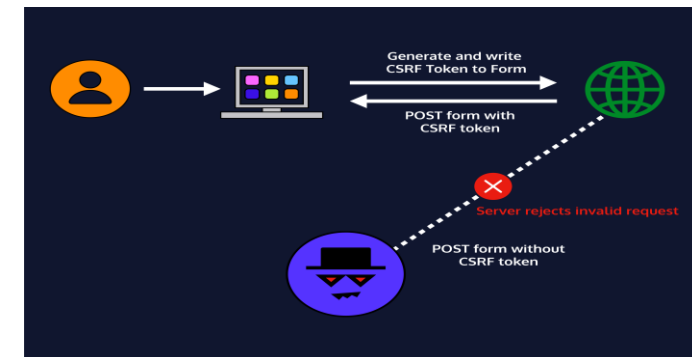 Generate and write
CSRF Token to Form
POST form with
CSRF token
Server rejects invalid request
POST form without
CSRF token